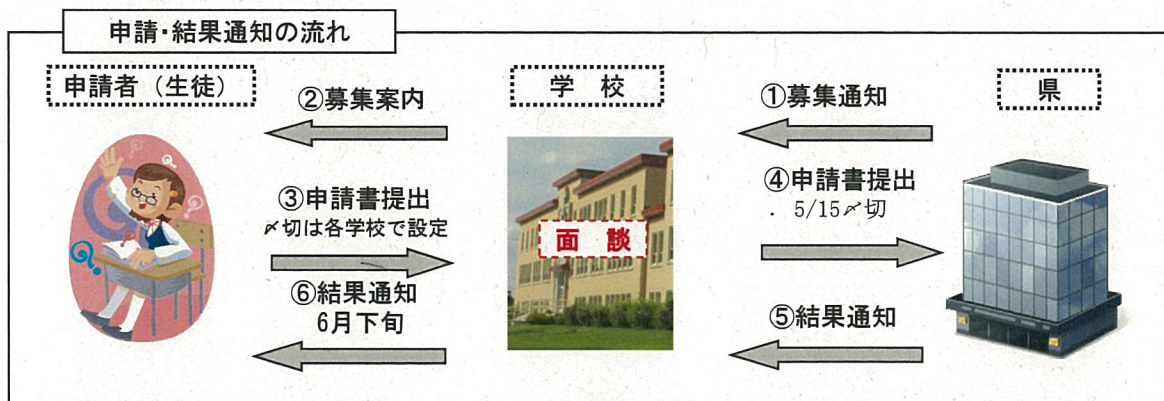 申請・結果通知の流れ
申請者（生徒）
学　校
県
②募集案内
①募集通知
③申請書提出
〆切は各学校で設定
④申請書提出
5/15〆切
面　談
⑥結果通知
6月下旬
⑤結果通知